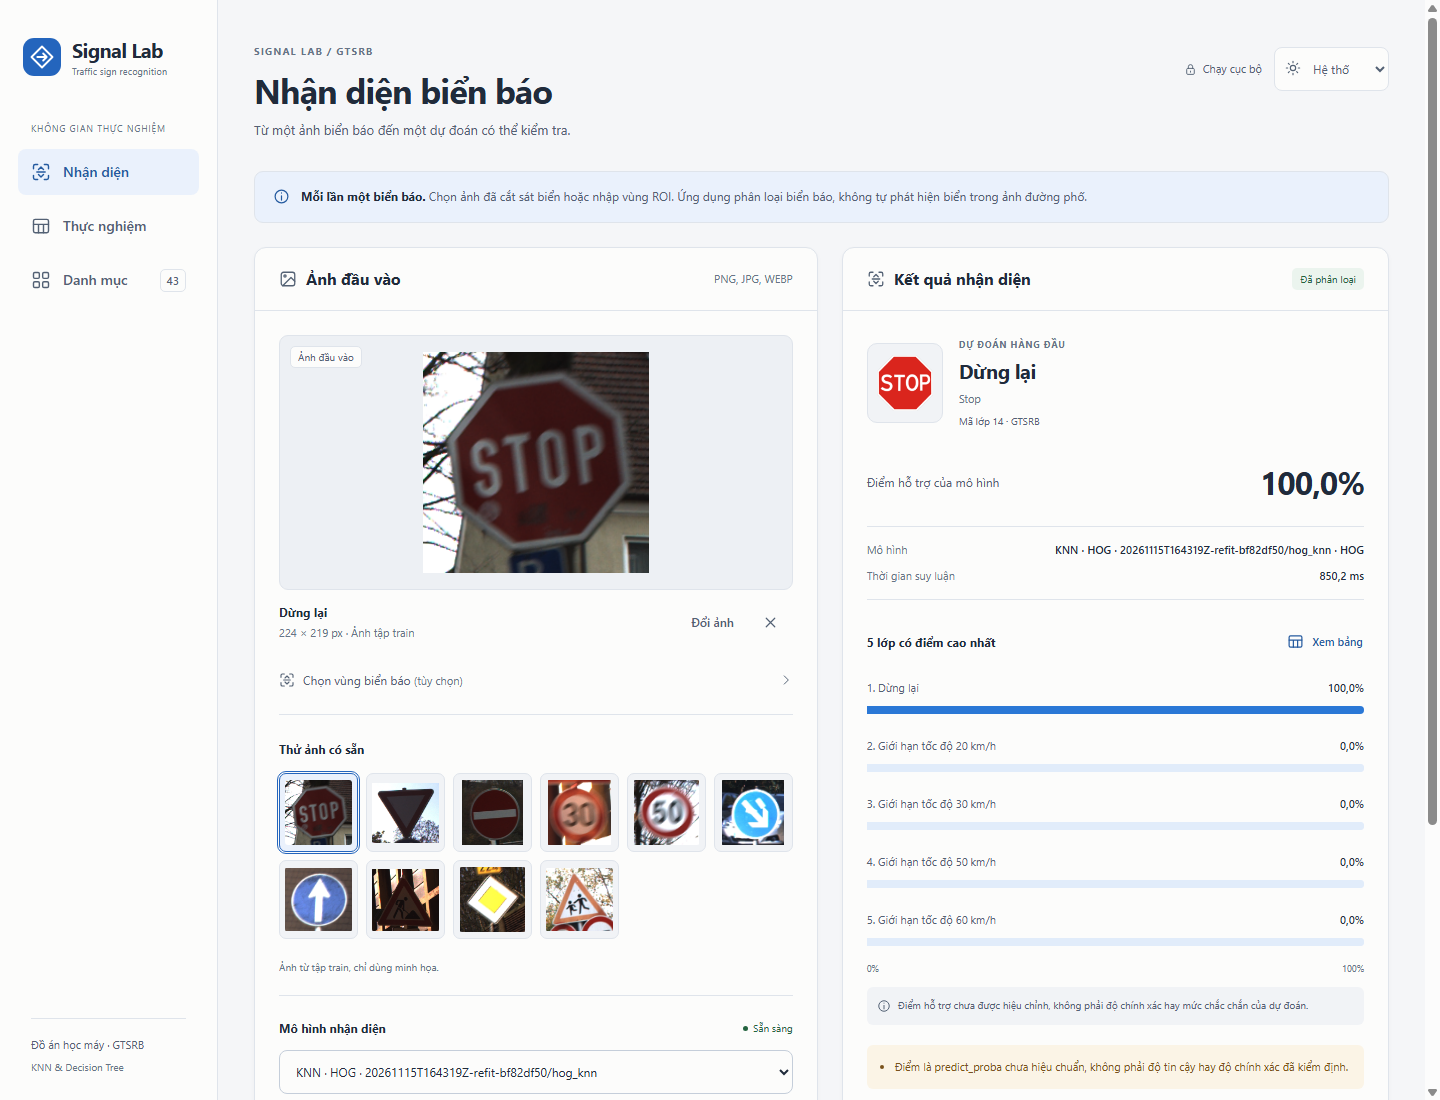 Signal Lab
Traffic sign recognition
KHÔNG GIAN THỰC NGHIỆM
Nhận diện
Thực nghiệm
Danh mục
43
Đồ án học máy · GTSRB
KNN & Decision Tree
SIGNAL LAB / GTSRB
Nhận diện biển báo
Từ một ảnh biển báo đến một dự đoán có thể kiểm tra.
Chạy cục bộ
Hệ thố
Mỗi lần một biển báo. Chọn ảnh đã cắt sát biển hoặc nhập vùng ROI. Ứng dụng phân loại biển báo, không tự phát hiện biển trong ảnh đường phố.
Ảnh đầu vào
PNG, JPG, WEBP
Ảnh đầu vào
STOP
Dừng lại
224 × 219 px · Ảnh tập train
Đổi ảnh
Chọn vùng biển báo (tùy chọn)
Thử ảnh có sẵn
STOP
30
50
Ảnh từ tập train, chỉ dùng minh họa.
Mô hình nhận diện
Sẵn sàng
KNN · HOG · 20261115T164319Z-refit-bf82df50/hog_knn
Kết quả nhận diện
Đã phân loại
STOP
DỰ ĐOÁN HÀNG ĐẦU
Dừng lại
Stop
Mã lớp 14 · GTSRB
Điểm hỗ trợ của mô hình
100,0%
Mô hình
KNN · HOG · 20261115T164319Z-refit-bf82df50/hog_knn · HOG
Thời gian suy luận
850,2 ms
5 lớp có điểm cao nhất
Xem bảng
1. Dừng lại
100,0%
2. Giới hạn tốc độ 20 km/h
0,0%
3. Giới hạn tốc độ 30 km/h
0,0%
4. Giới hạn tốc độ 50 km/h
0,0%
5. Giới hạn tốc độ 60 km/h
0,0%
0%
100%
Điểm hỗ trợ chưa được hiệu chỉnh, không phải độ chính xác hay mức chắc chắn của dự đoán.
Điểm là predict_proba chưa hiệu chuẩn, không phải độ tin cậy hay độ chính xác đã kiểm định.